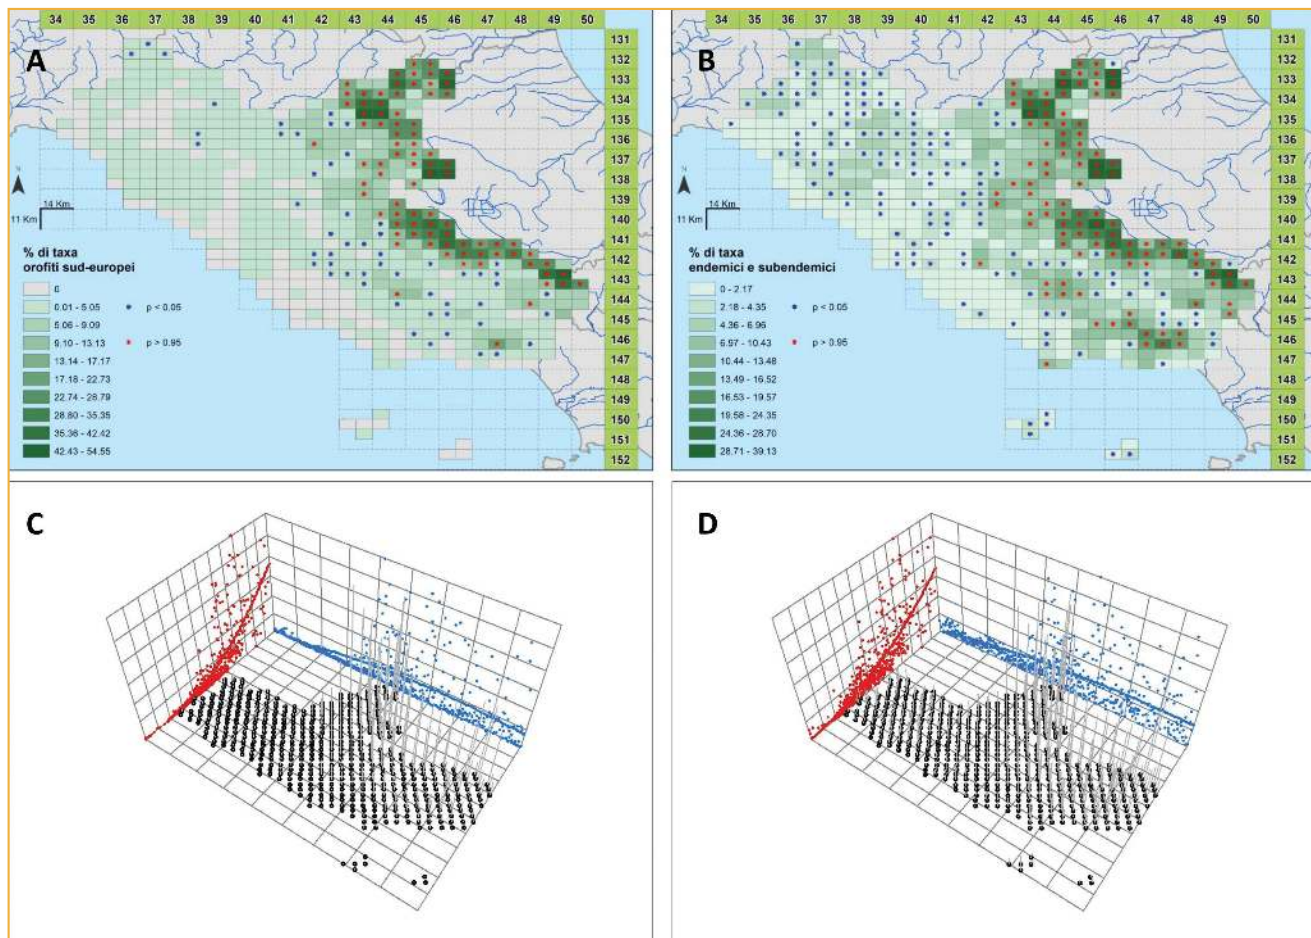 34 35 36 37 38 39 40 41 42 43 44 45 46 47 48 49 50
131
132
133
134
135
136
137
138
139
140
141
142
143
144
145
146
147
148
149
150
151
152
A
N
14 Km
11 Km
% di taxa
orofiti sud-europei
0
0.01 - 5.05
p < 0.05
5.06 - 9.09
9.10 - 13.13
p > 0.95
13.14 - 17.17
17.18 - 22.73
22.74 - 28.79
28.80 - 35.35
35.36 - 42.42
42.43 - 54.55
34 35 36 37 38 39 40 41 42 43 44 45 46 47 48 49 50
131
132
133
134
135
136
137
138
139
140
141
142
143
144
145
146
147
148
149
150
151
152
B
N
14 Km
11 Km
% di taxa
endemici e subendemici
0 - 2.17
2.18 - 4.35
p < 0.05
4.36 - 6.96
6.97 - 10.43
p > 0.95
10.44 - 13.48
13.49 - 16.52
16.53 - 19.57
19.58 - 24.35
24.36 - 28.70
28.71 - 39.13
C
D